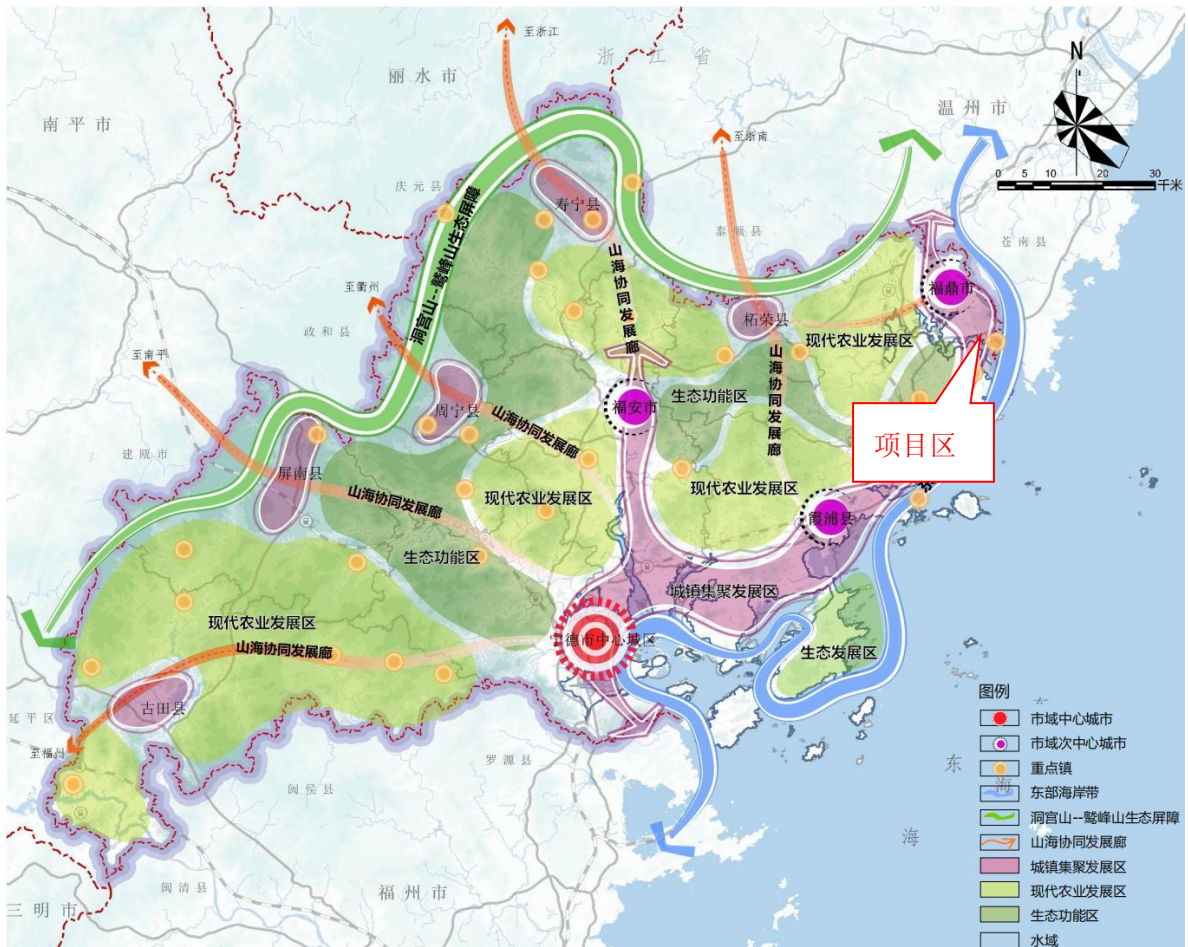 至浙江
浙江省
丽水市
N
南平市
温州市
至浙南
0 5 10 20 30
千米
庆元县
寿宁县
泰顺县
苍南县
洞宫山--鹫峰山生态屏障
山海协同发展廊
福鼎市
至衢州
政和县
柘荣县
现代农业发展区
至南平
山海协同发展廊
生态功能区
福安市
周宁县
山海协同发展廊
项目区
建瓯市
屏南县
现代农业发展区
现代农业发展区
山海协同发展廊
霞浦县
生态功能区
城镇集聚发展区
现代农业发展区
宁德市中心城区
山海协同发展廊
生态发展区
古田县
延平区
至福州
罗源县
闽侯县
闽清县
福州市
三明市
东海
图例
市域中心城市
市域次中心城市
重点镇
东部海岸带
洞宫山--鹫峰山生态屏障
山海协同发展廊
城镇集聚发展区
现代农业发展区
生态功能区
水域